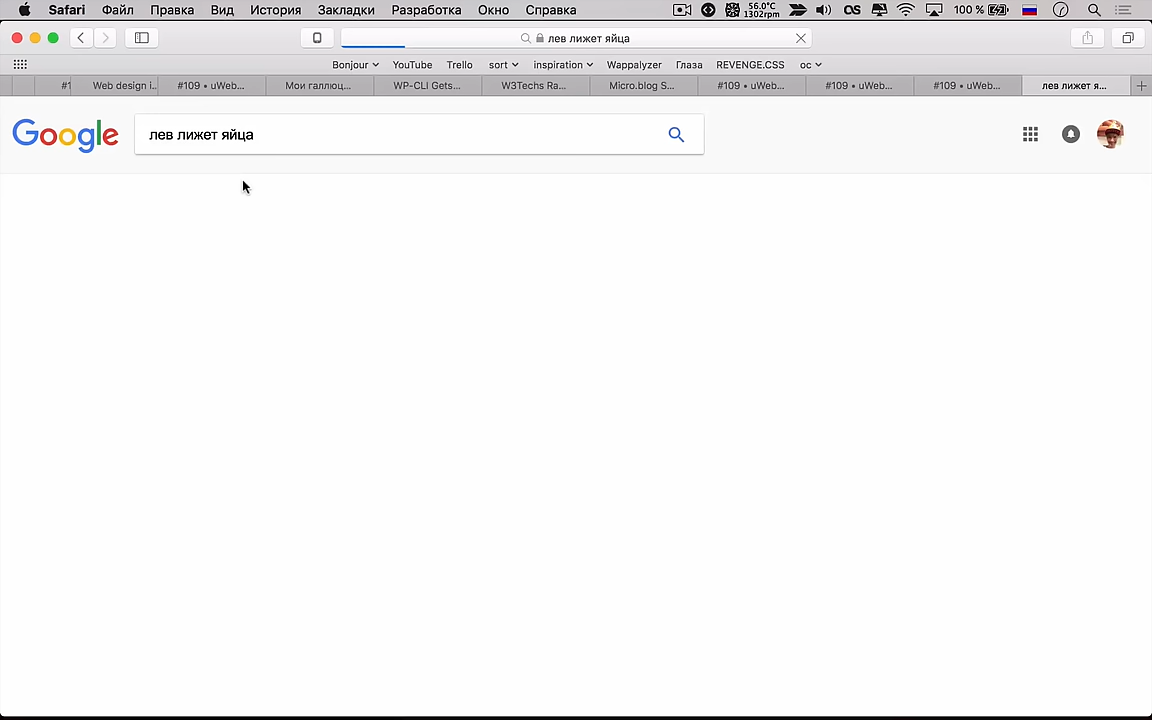 Safari Файл Правка Вид История Закладки Разработка Окно Справка 56.0°C 1302rpm 100 %
лев лижет яйца
Bonjour YouTube Trello sort inspiration Wappalyzer Глаза REVENGE.CSS ос
#1 Web design i... #109 • uWeb... Мои галлюц... WP-CLI Gets... W3Techs Ra... Micro.blog S... #109 • uWeb... #109 • uWeb... #109 • uWeb... лев лижет я...
Google лев лижет яйца